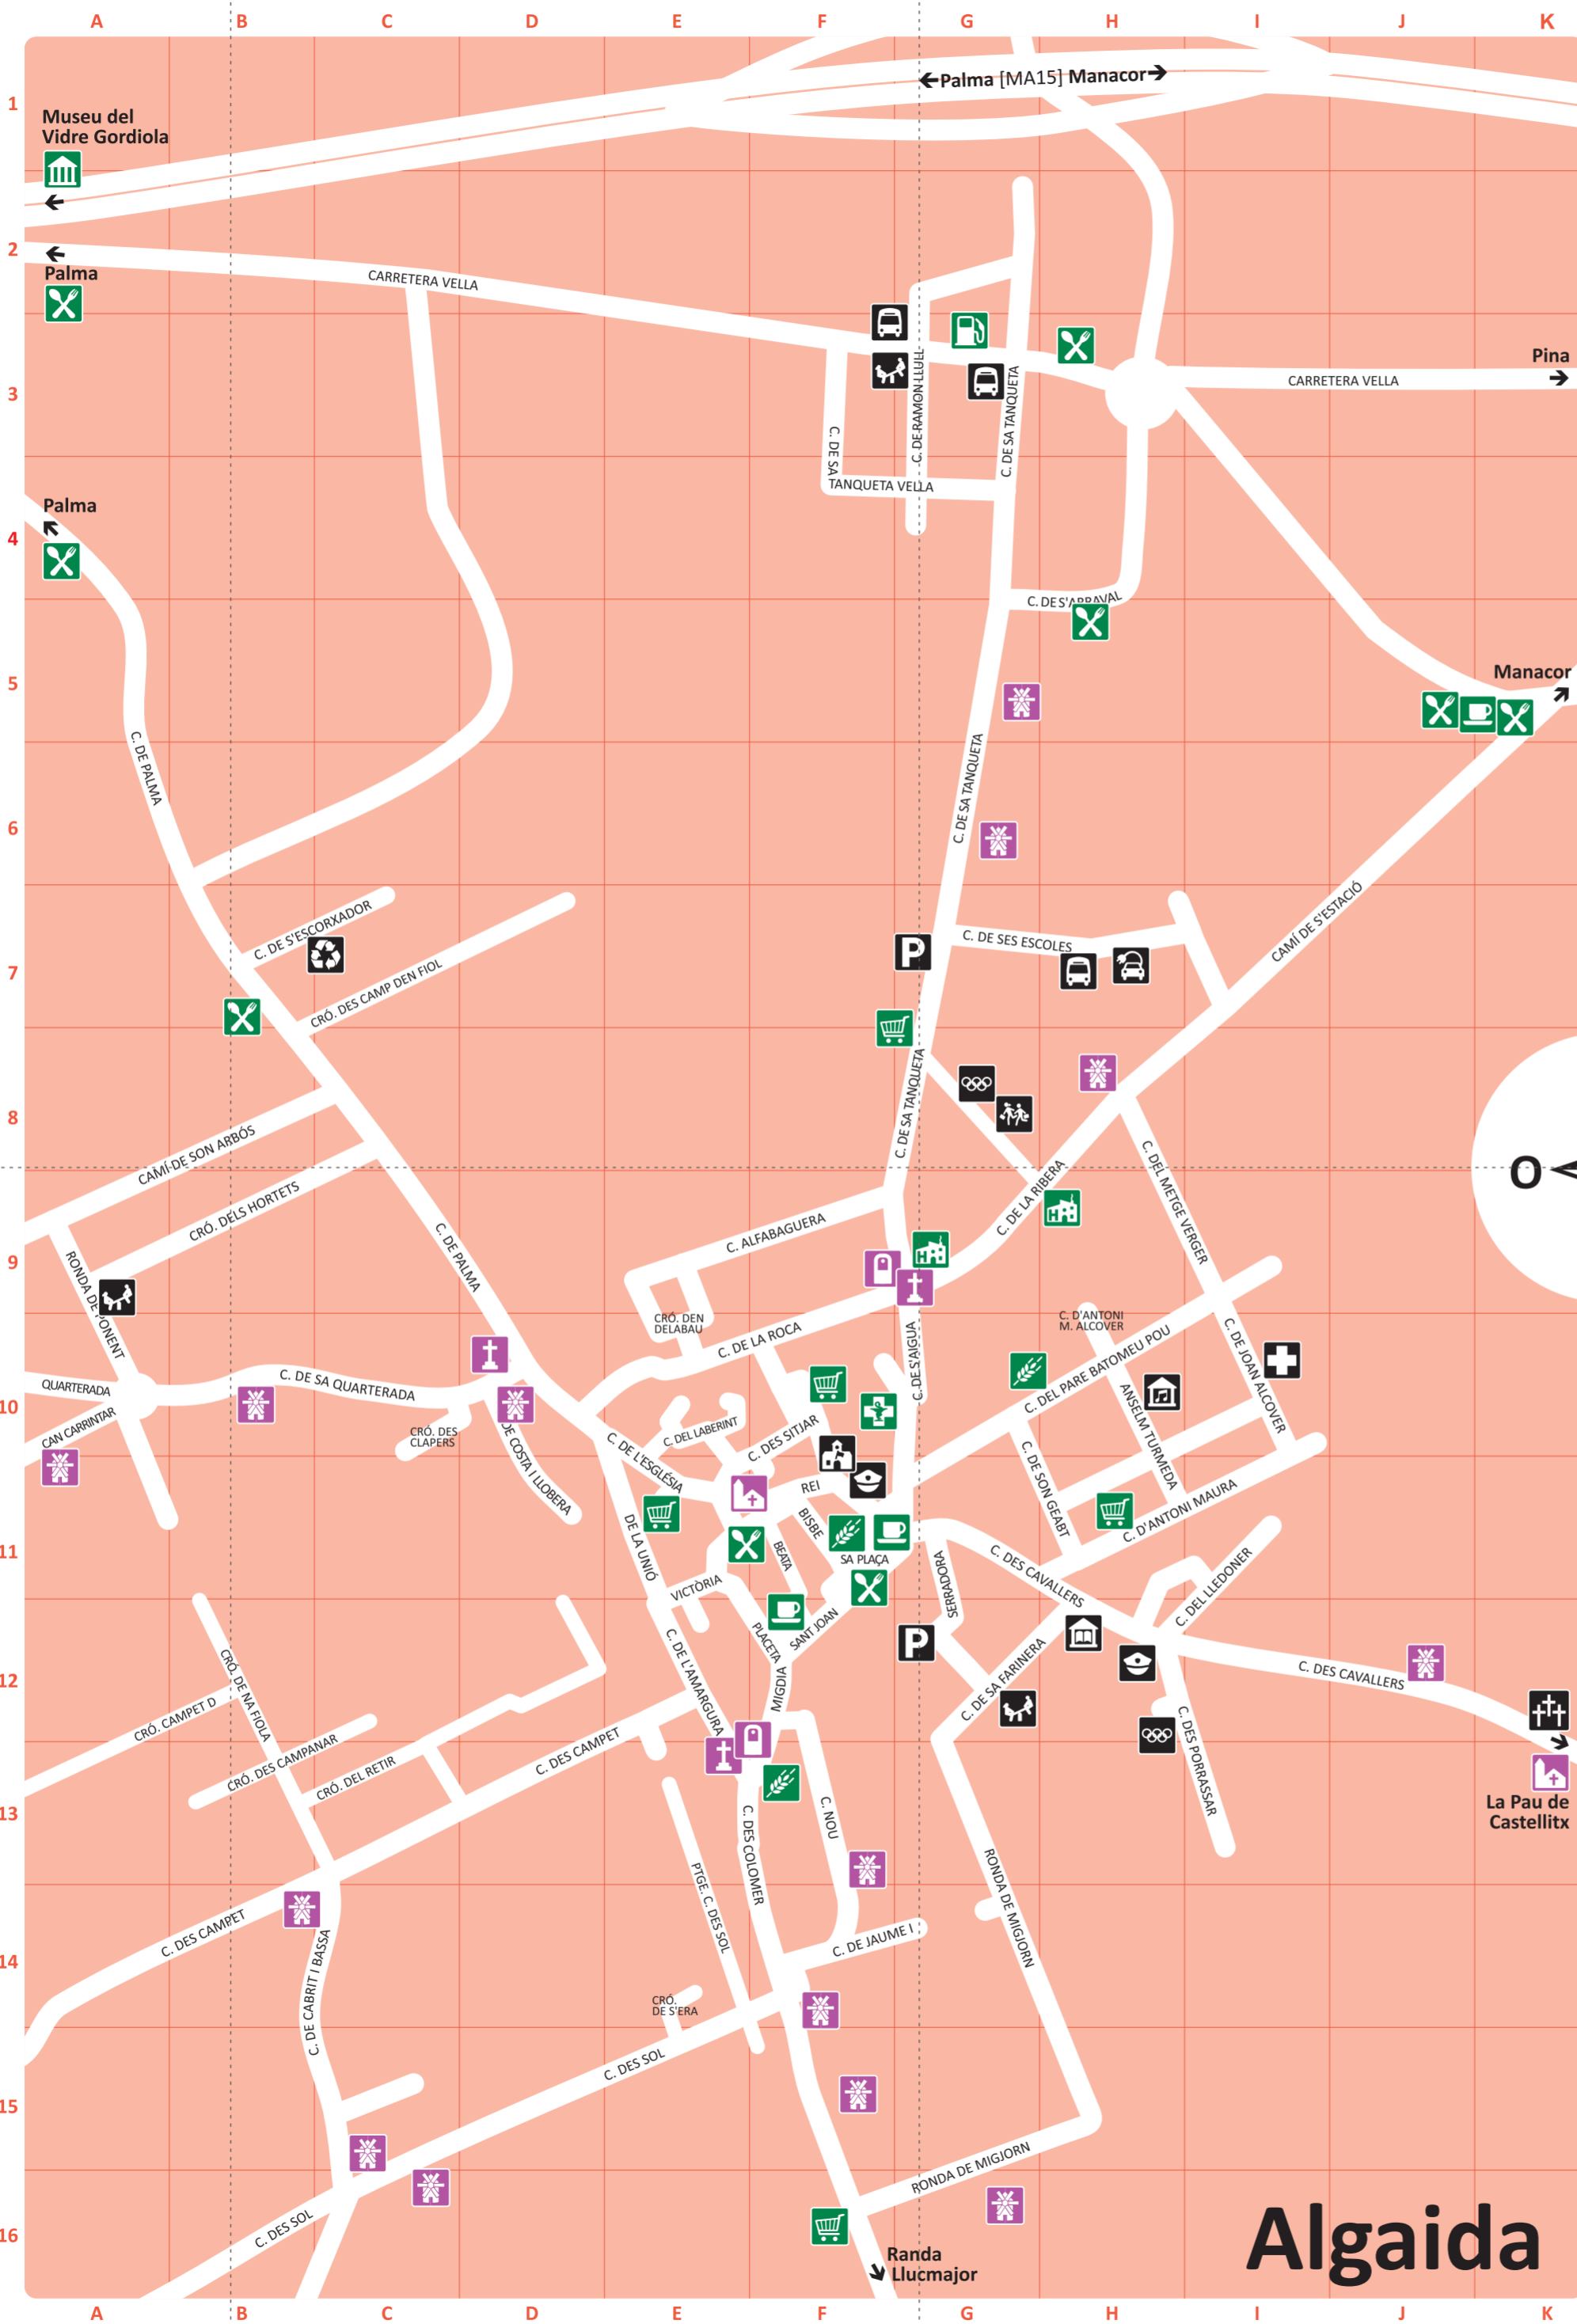 A B C D E F G H I J K
1
Palma [MA15] Manacor
Museu del
Vidre Gordiola
2
Palma
CARRETERA VELLA
3
Pina
CARRETERA VELLA
C. DE RAMON LLULL
C. DE SA TANQUETA
C. DE SA
TANQUETA VELLA
4
Palma
C. DE S'ARRAVAL
5
Manacor
C. DE PALMA
C. DE SA TANQUETA
6
CAMÍ DE S'ESTACIÓ
C. DE S'ESCORXADOR
P
C. DE SES ESCOLES
7
CRÓ. DES CAMP DEN FIOL
8
C. DE SA TANQUETA
CAMÍ DE SON ARBÓS
C. DEL METGE VERGER
O
CRÓ. DELS HORTETS
C. DE LA RIBERA
H
C. ALFABAGUERA
C. DE PALMA
9
H
RONDA DE PONENT
CRÓ. DEN
DELABAU
C. DE LA ROCA
C. DE S'AIGUA
C. D'ANTONI
M. ALCOVER
C. DE JOAN ALCOVER
C. DEL PARE BATOMEU POU
QUARTERADA
C. DE SA QUARTERADA
10
ANSELM TURMEDA
CAN CARRINTAR
CRÓ. DES
CLAPERS
C. DEL LABERINT
C. DES SITJAR
DE COSTA I LLOBERA
C. DE L'ESGLÉSIA
C. DE SON GEABT
REI
C. D'ANTONI MAURA
BISBE
11
DE LA UNIÓ
BEATA
SA PLAÇA
C. DES CAVALLERS
SERRADORA
VICTÒRIA
C. DEL LLEDONER
PLACETA
SANT JOAN
P
12
CRÓ. DE NA FIOLA
C. DE L'AMARGURA
MIGDIA
C. DE SA FARINERA
C. DES CAVALLERS
CRÓ. CAMPET D
CRÓ. DES CAMPANAR
CRÓ. DEL RETIR
C. DES CAMPET
C. DES PORRASSAR
13
La Pau de
Castellitx
C. DES COLOMER
C. NOU
PTGE. C. DES SOL
RONDA DE MIGJORN
C. DES CAMPET
14
C. DE JAUME I
C. DE CABRIT I BASSA
CRÓ.
DE S'ERA
C. DES SOL
15
RONDA DE MIGJORN
C. DES SOL
16
Algaida
Randa
Llucmajor
A B C D E F G H I J K